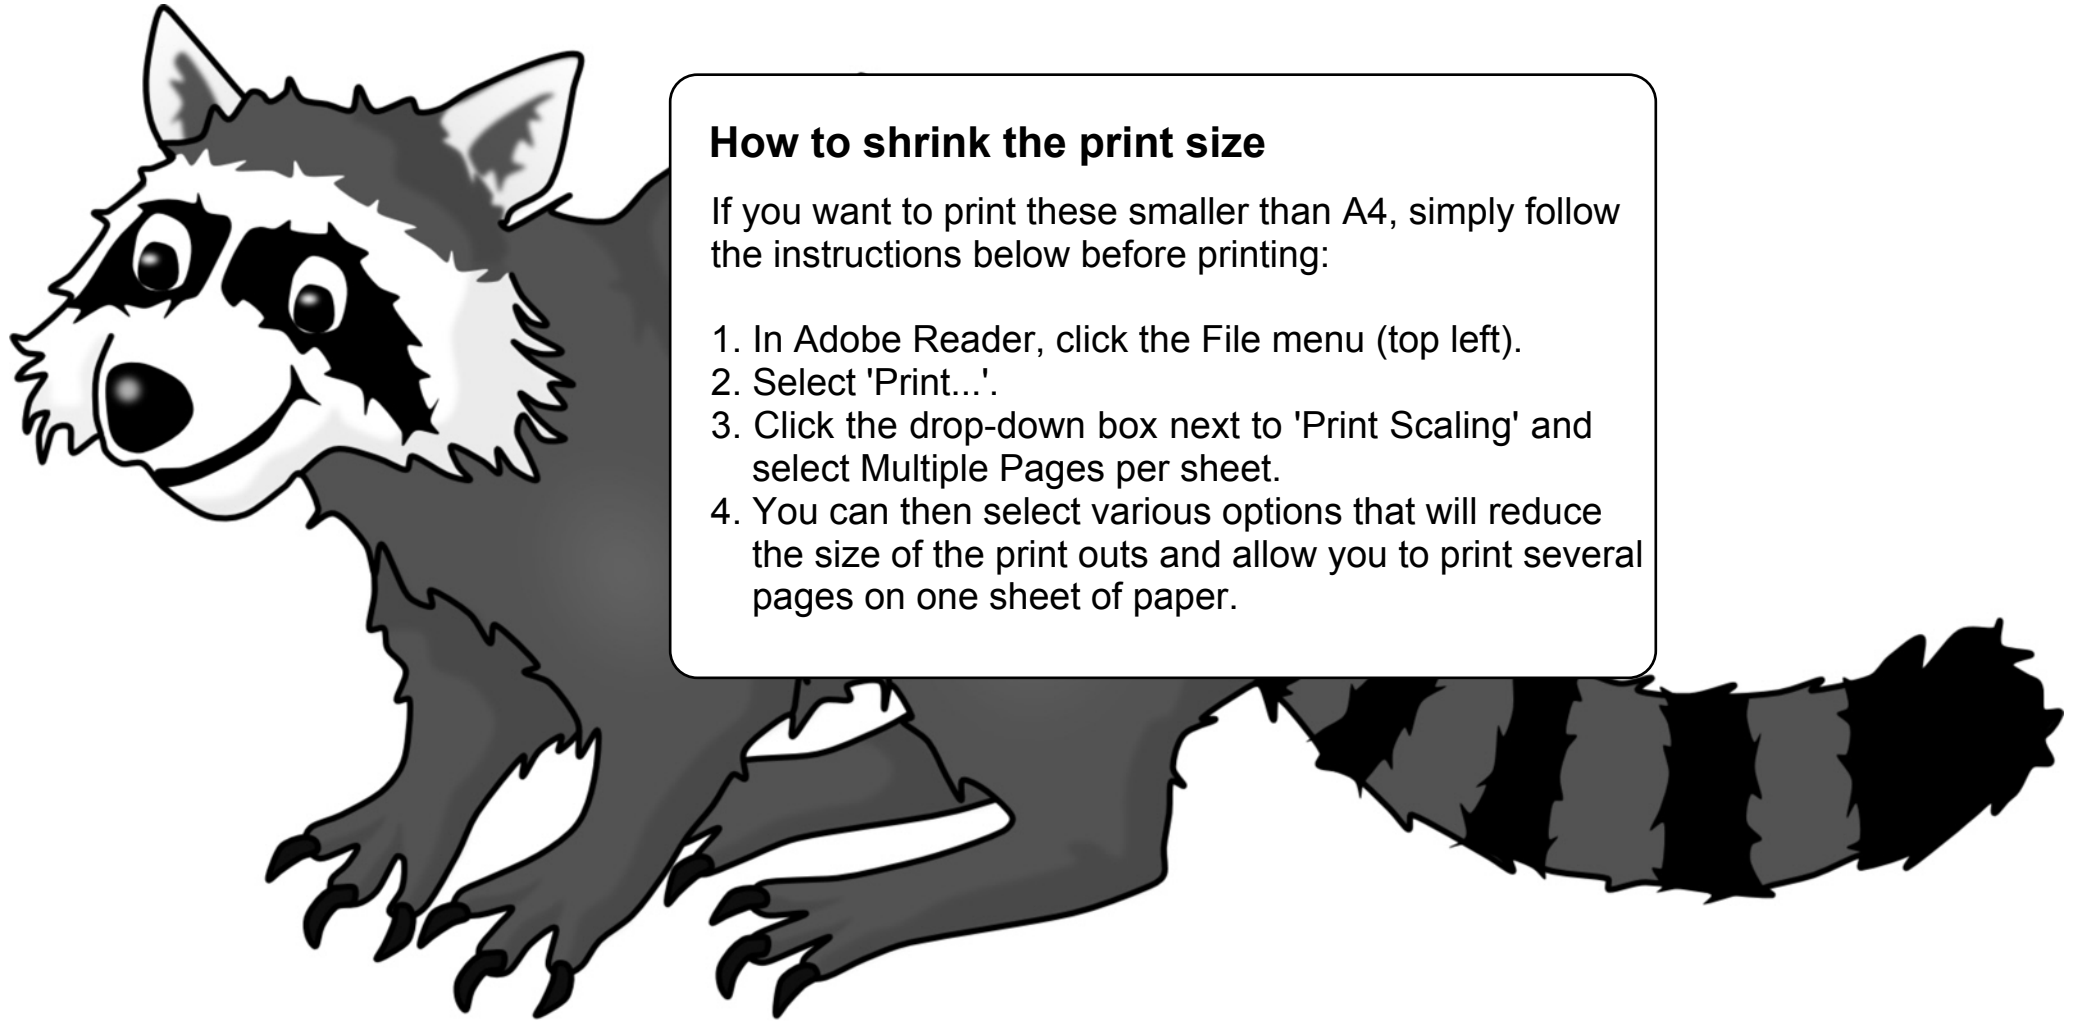 How to shrink the print size
If you want to print these smaller than A4, simply follow
the instructions below before printing:
1. In Adobe Reader, click the File menu (top left).
2. Select 'Print...'.
3. Click the drop-down box next to 'Print Scaling' and
select Multiple Pages per sheet.
4. You can then select various options that will reduce
the size of the print outs and allow you to print several
pages on one sheet of paper.